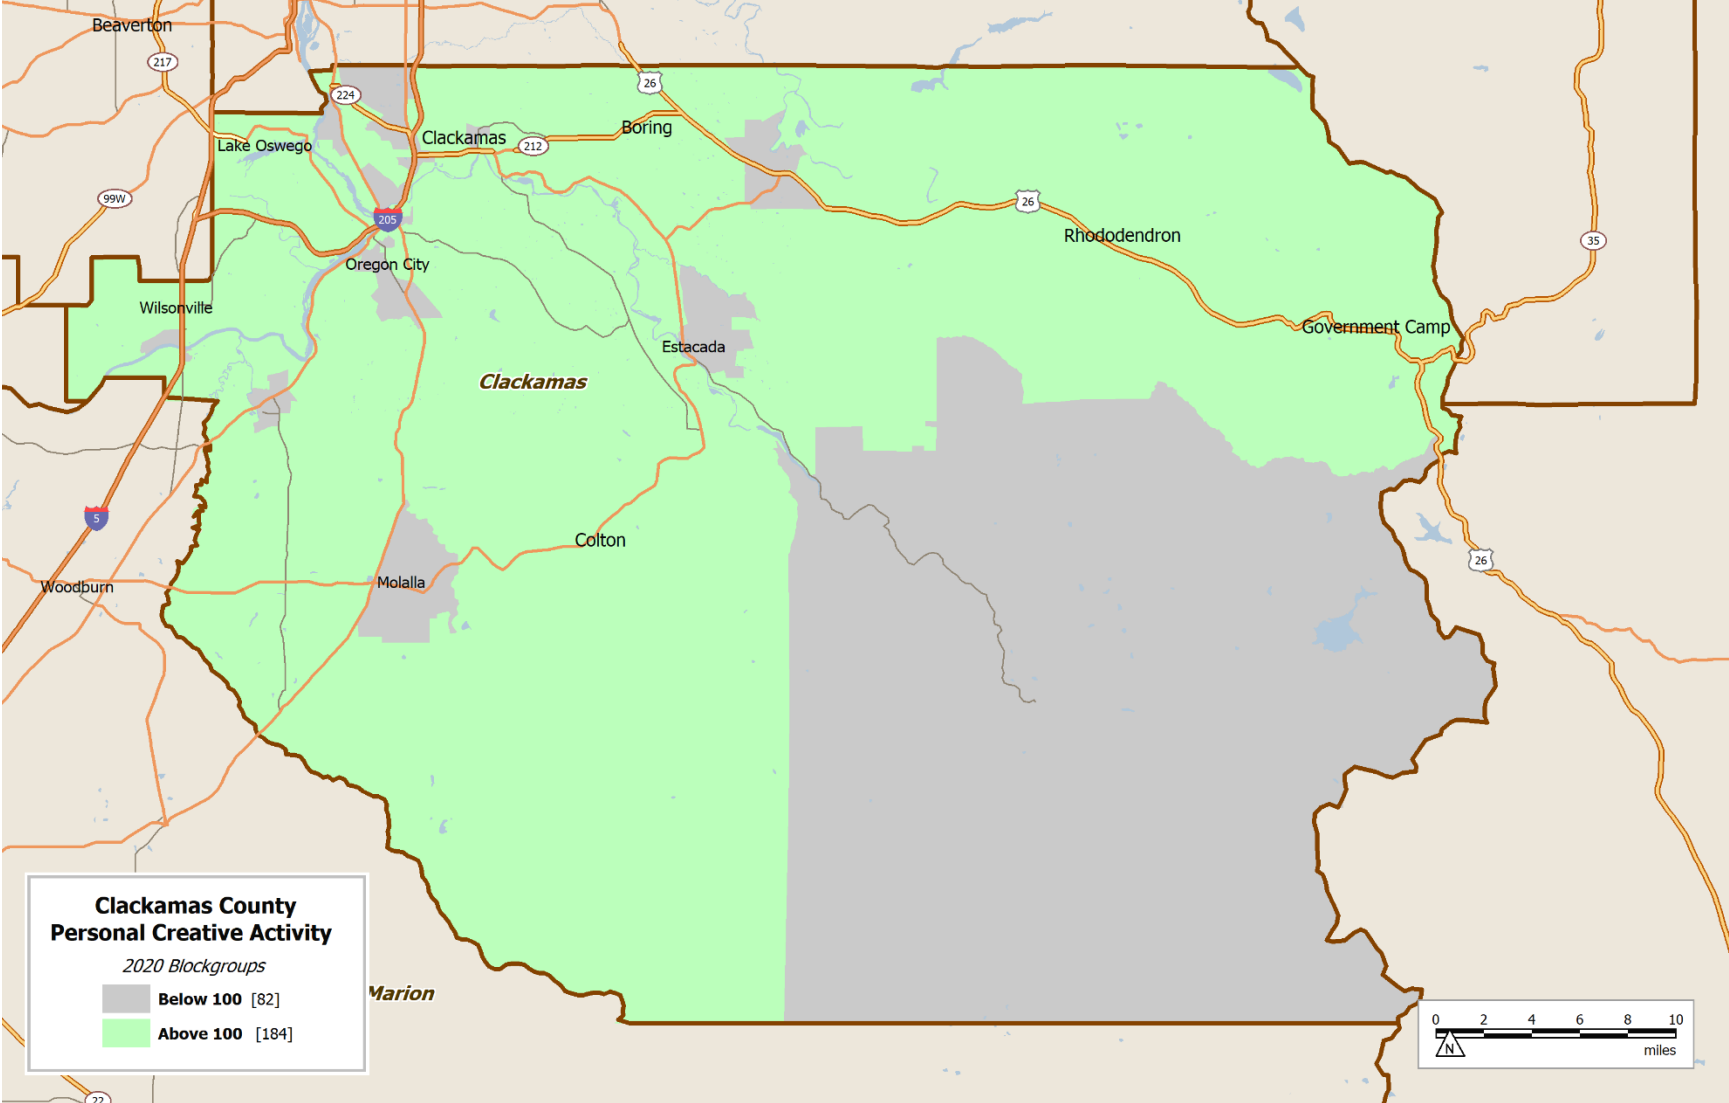 Beaverton
217
26
224
Clackamas
Boring
212
Lake Oswego
99W
26
205
Rhododendron
35
Oregon City
Wilsonville
Government Camp
Estacada
Clackamas
5
Colton
26
Molalla
Woodburn
Clackamas County
Personal Creative Activity
2020 Blockgroups
Below 100 [82]
Above 100 [184]
Marion
0 2 4 6 8 10
N
miles
22